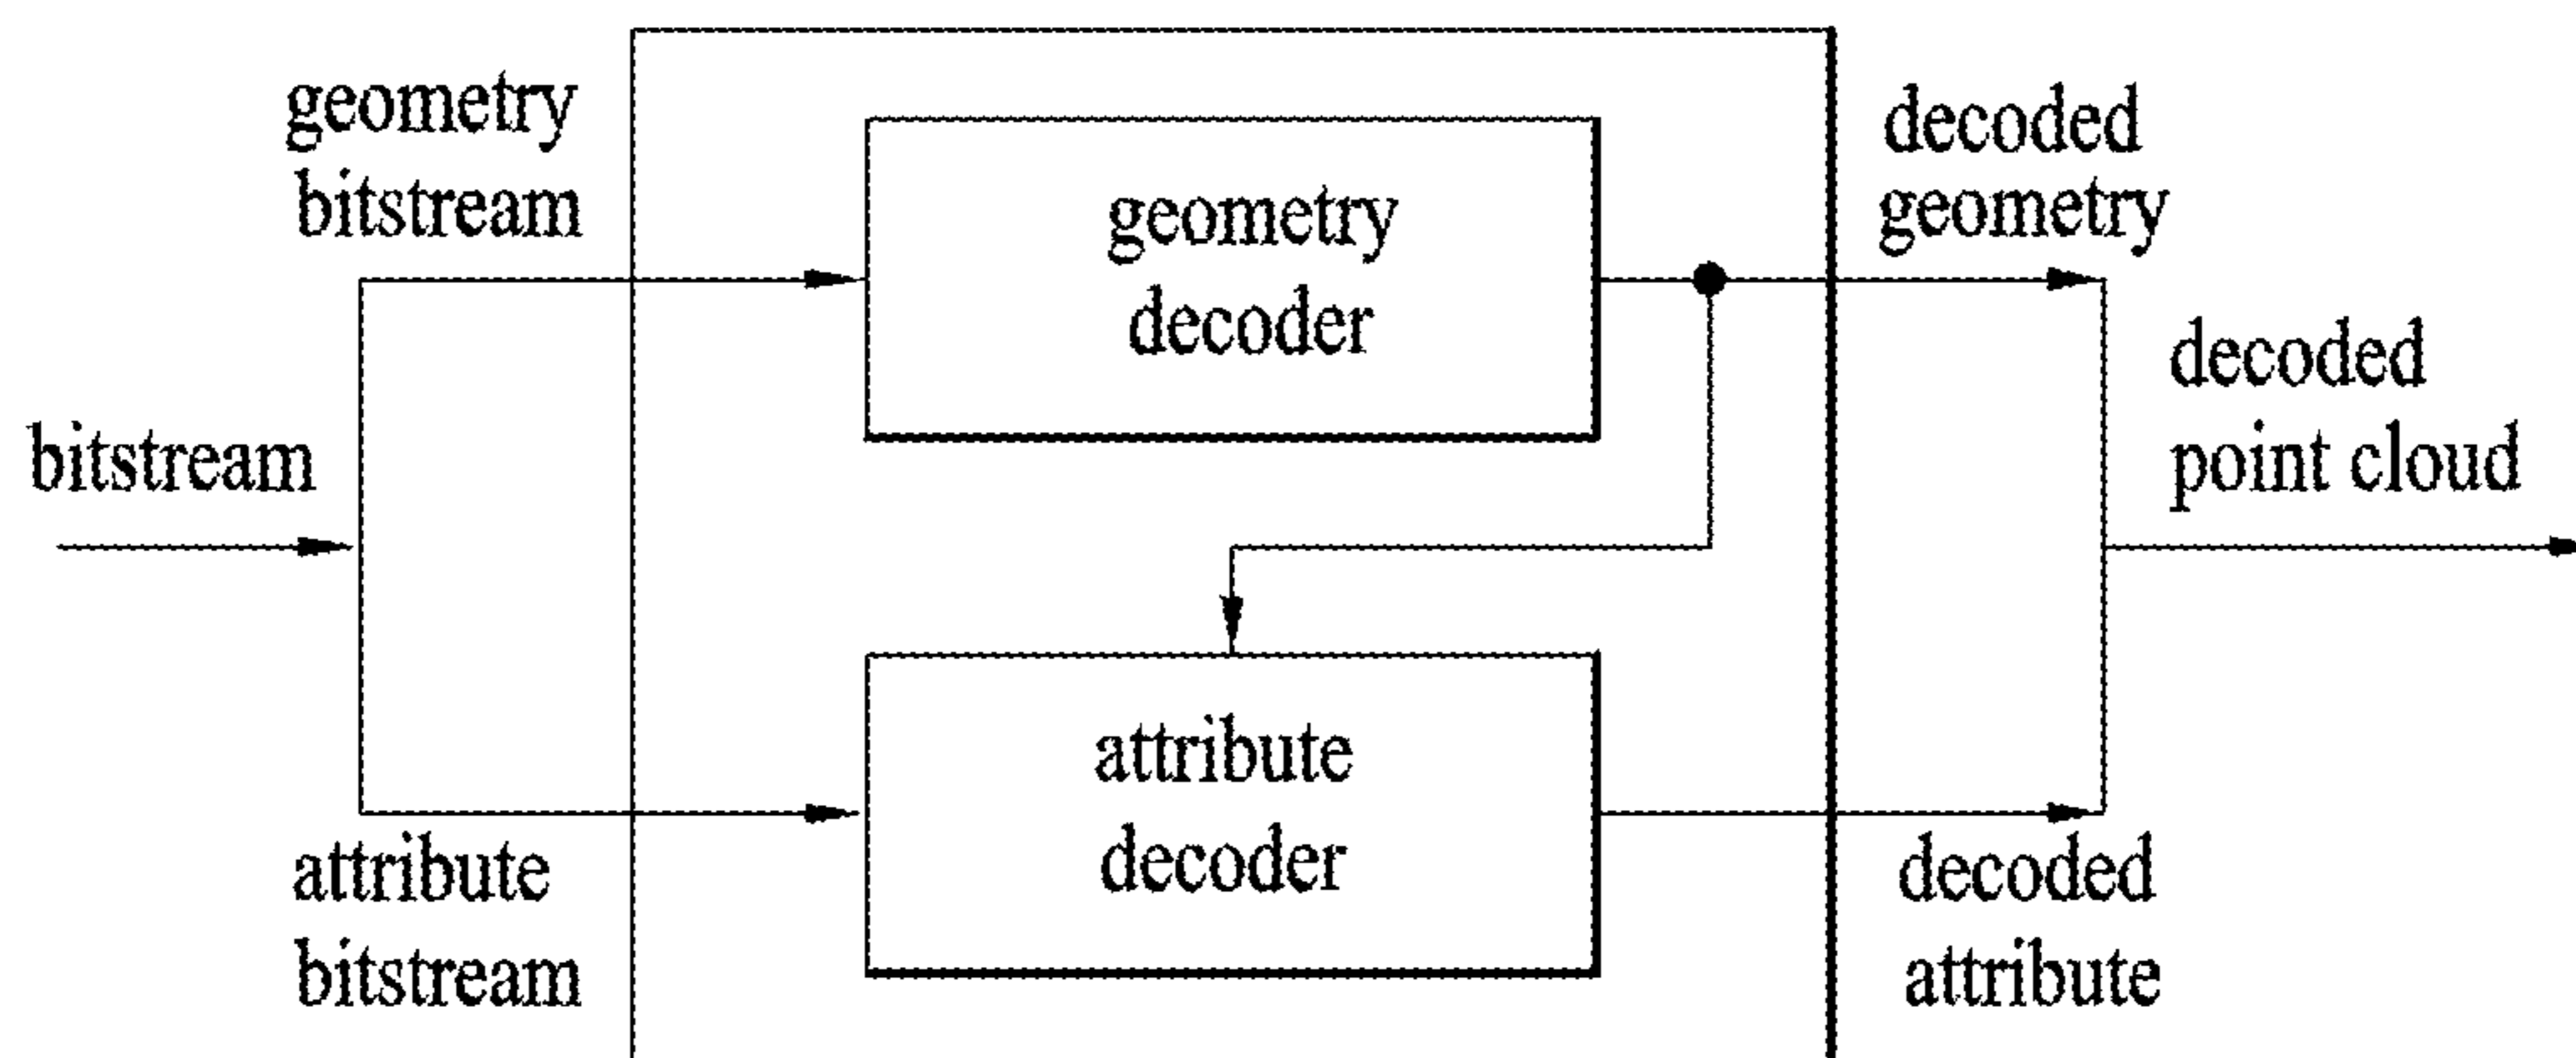 geometry
bitstream
bitstream
attribute
bitstream
geometry
decoder
attribute
decoder
decoded
geometry
decoded
point cloud
decoded
attribute